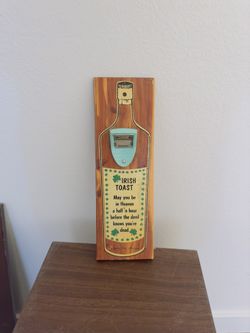 IRISH
TOAST
May you be
in Heaven
a half 'n hour
before the devil
knows you're
dead